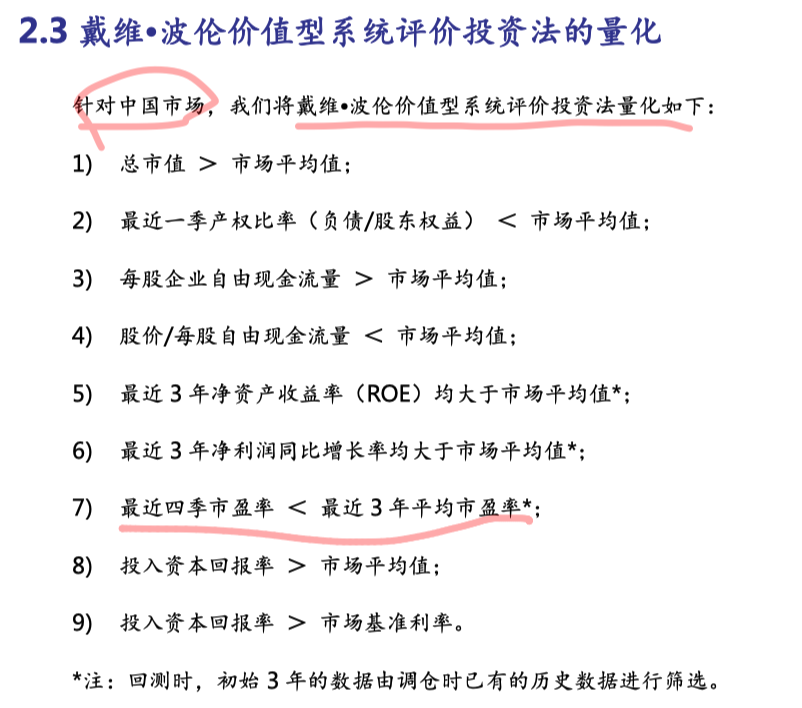 2.3 戴维•波伦价值型系统评价投资法的量化
针对中国市场，我们将戴维•波伦价值型系统评价投资法量化如下：
1) 总市值 > 市场平均值；
2) 最近一季产权比率（负债/股东权益）< 市场平均值；
3) 每股企业自由现金流量 > 市场平均值；
4) 股价/每股自由现金流量 < 市场平均值；
5) 最近 3 年净资产收益率（ROE）均大于市场平均值*；
6) 最近 3 年净利润同比增长率均大于市场平均值*；
7) 最近四季市盈率 < 最近 3 年平均市盈率*；
8) 投入资本回报率 > 市场平均值；
9) 投入资本回报率 > 市场基准利率。
*注：回测时，初始 3 年的数据由调仓时已有的历史数据进行筛选。